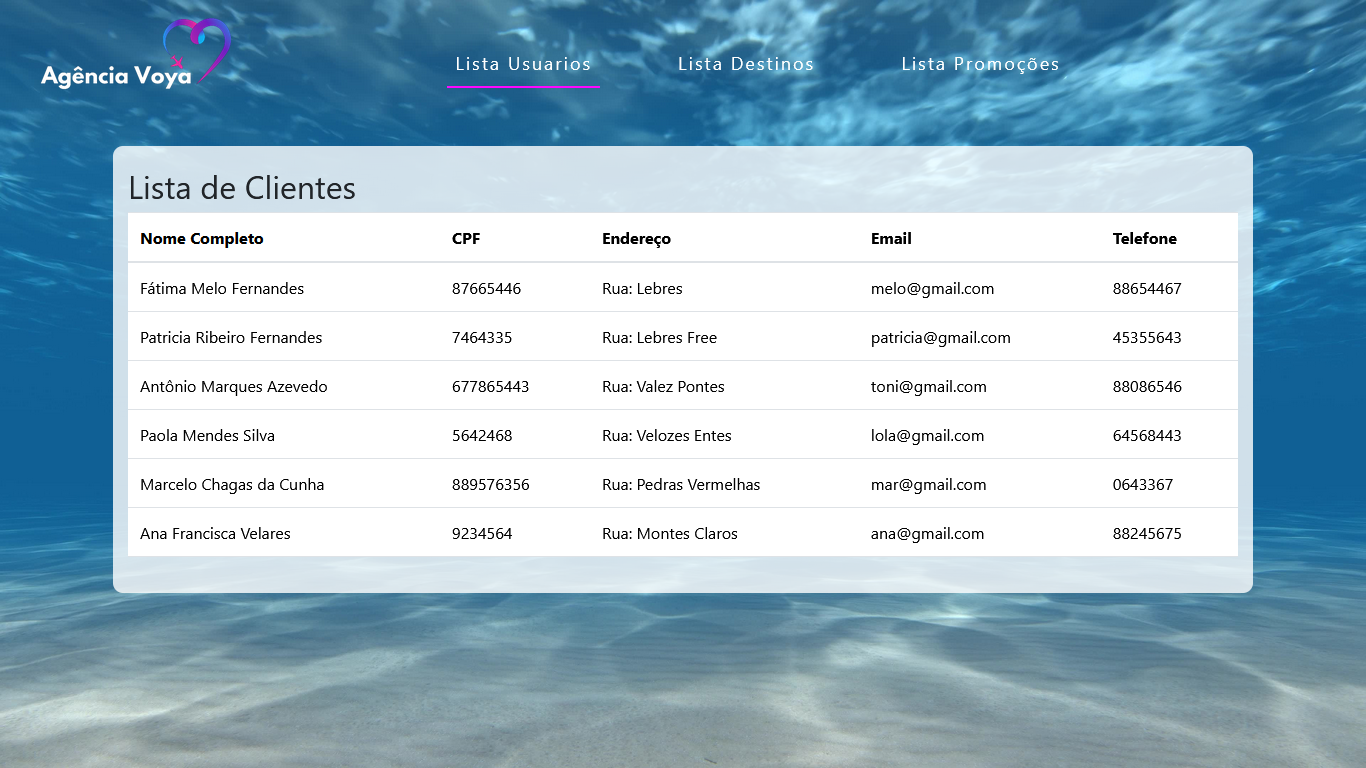 Agência Voya
Lista Usuarios Lista Destinos Lista Promoções
Lista de Clientes
Nome Completo CPF Endereço Email Telefone
Fátima Melo Fernandes 87665446 Rua: Lebres melo@gmail.com 88654467
Patricia Ribeiro Fernandes 7464335 Rua: Lebres Free patricia@gmail.com 45355643
Antônio Marques Azevedo 677865443 Rua: Valez Pontes toni@gmail.com 88086546
Paola Mendes Silva 5642468 Rua: Velozes Entes lola@gmail.com 64568443
Marcelo Chagas da Cunha 889576356 Rua: Pedras Vermelhas mar@gmail.com 0643367
Ana Francisca Velares 9234564 Rua: Montes Claros ana@gmail.com 88245675